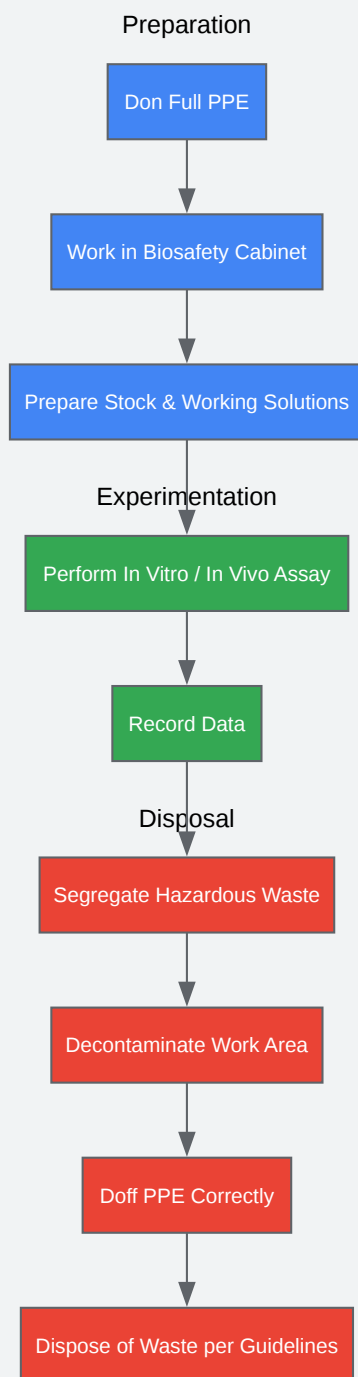 Preparation
Don Full PPE
Work in Biosafety Cabinet
Prepare Stock & Working Solutions
Experimentation
Perform In Vitro / In Vivo Assay
Record Data
Disposal
Segregate Hazardous Waste
Decontaminate Work Area
Doff PPE Correctly
Dispose of Waste per Guidelines